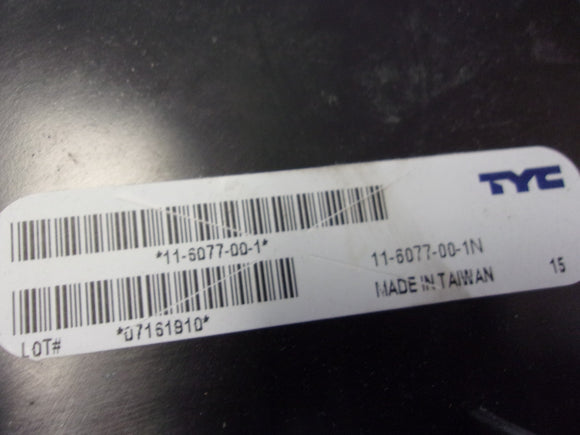 TYC
*11-6077-00-1*
11-6077-00-1N
MADE IN TAIWAN 15
*07161910*
LOT#